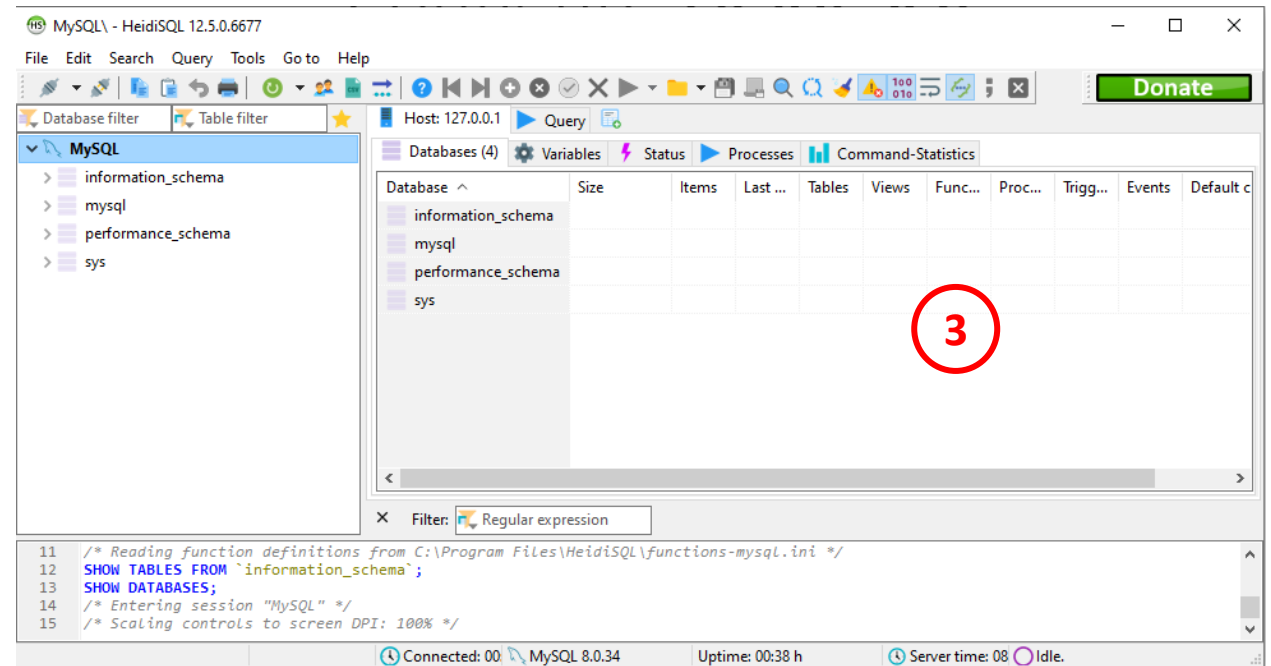 MySQL\ - HeidiSQL 12.5.0.6677
File Edit Search Query Tools Go to Help
Donate
Database filter Table filter Host: 127.0.0.1 Query
MySQL Databases (4) Variables Status Processes Command-Statistics
information_schema
mysql
performance_schema
sys
Database Size Items Last ... Tables Views Func... Proc... Trigg... Events Default c
information_schema
mysql
performance_schema
sys
3
Filter: Regular expression
11 /* Reading function definitions from C:\Program Files\HeidiSQL\functions-mysql.ini */
12 SHOW TABLES FROM `information_schema`;
13 SHOW DATABASES;
14 /* Entering session "MySQL" */
15 /* Scaling controls to screen DPI: 100% */
Connected: 00: MySQL 8.0.34 Uptime: 00:38 h Server time: 08 Idle.